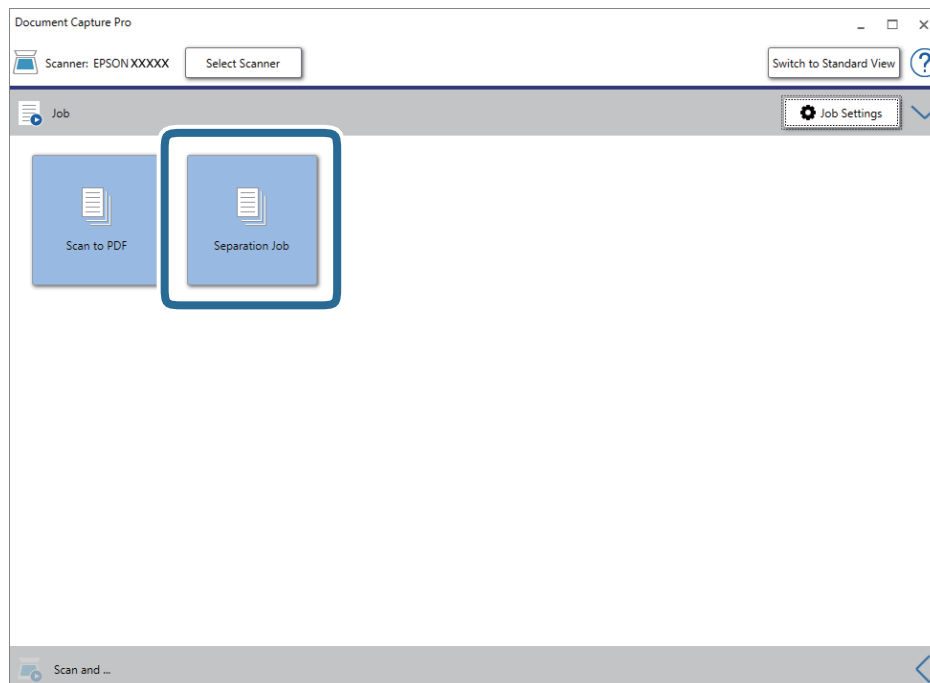 Document Capture Pro
Scanner: EPSON XXXXX
Select Scanner
Switch to Standard View
?
Job
Job Settings
Scan to PDF
Separation Job
Scan and ...